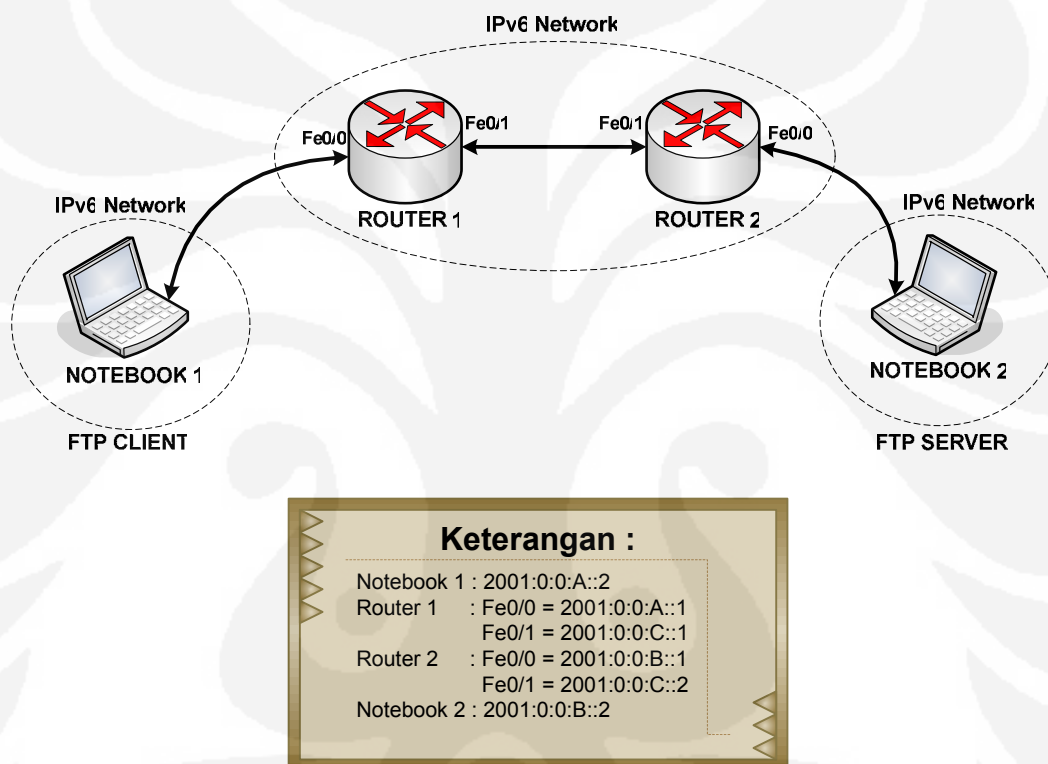 IPv6 Network
Fe0/0
Fe0/1
Fe0/1
Fe0/0
ROUTER 1
ROUTER 2
IPv6 Network
IPv6 Network
NOTEBOOK 1
NOTEBOOK 2
FTP CLIENT
FTP SERVER
Keterangan :
Notebook 1 : 2001:0:0:A::2
Router 1 : Fe0/0 = 2001:0:0:A::1
Fe0/1 = 2001:0:0:C::1
Router 2 : Fe0/0 = 2001:0:0:B::1
Fe0/1 = 2001:0:0:C::2
Notebook 2 : 2001:0:0:B::2